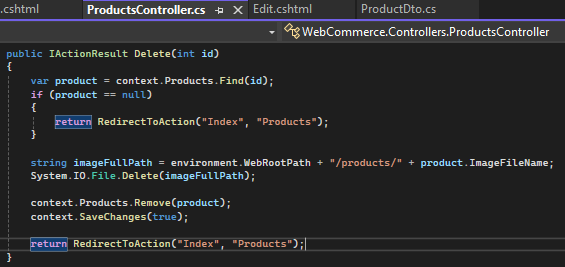 .cshtml
ProductsController.cs
Edit.cshtml
ProductDto.cs
WebCommerce.Controllers.ProductsController
public IActionResult Delete(int id)
{
var product = context.Products.Find(id);
if (product == null)
{
return RedirectToAction("Index", "Products");
}
string imageFullPath = environment.WebRootPath + "/products/" + product.ImageFileName;
System.IO.File.Delete(imageFullPath);
context.Products.Remove(product);
context.SaveChanges(true);
return RedirectToAction("Index", "Products");
}